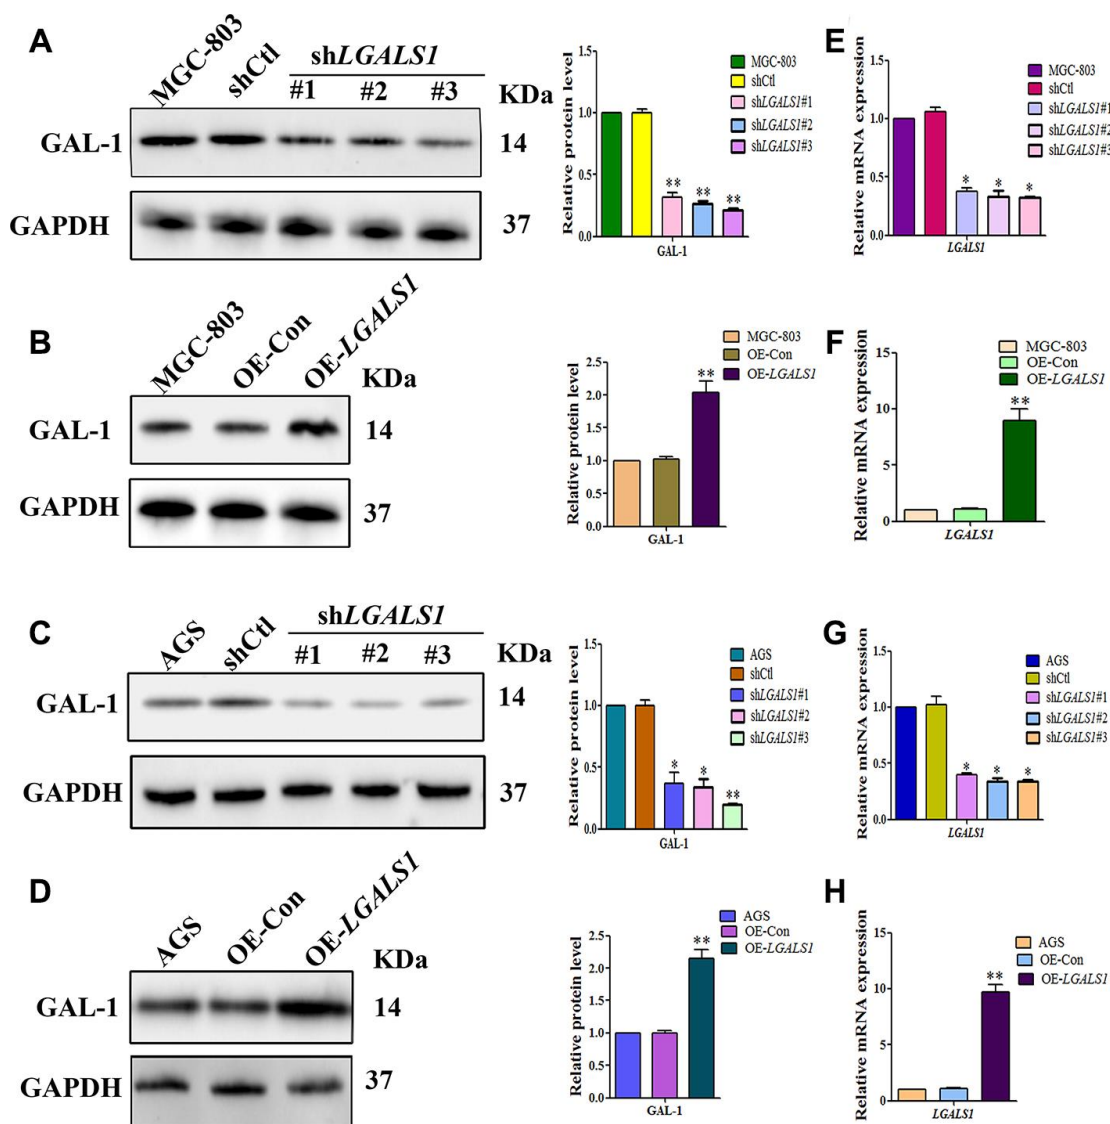 A
MGC-803
shCtl
shLGALS1
#1 #2 #3 KDa
GAL-1 14
GAPDH 37
Relative protein level
1.5
1.0
0.5
0.0
** ** **
GAL-1
MGC-803
shCtl
shLGALS1#1
shLGALS1#2
shLGALS1#3
E
Relative mRNA expression
1.5
1.0
0.5
0.0
* * *
LGALS1
MGC-803
shCtl
shLGALS1#1
shLGALS1#2
shLGALS1#3
B
MGC-803
OE-Con
OE-LGALS1
KDa
GAL-1 14
GAPDH 37
Relative protein level
2.5
2.0
1.5
1.0
0.5
0.0
**
GAL-1
MGC-803
OE-Con
OE-LGALS1
F
Relative mRNA expression
15
10
5
0
**
LGALS1
MGC-803
OE-Con
OE-LGALS1
C
AGS
shCtl
shLGALS1
#1 #2 #3 KDa
GAL-1 14
GAPDH 37
Relative protein level
1.5
1.0
0.5
0.0
* * **
GAL-1
AGS
shCtl
shLGALS1#1
shLGALS1#2
shLGALS1#3
G
Relative mRNA expression
1.5
1.0
0.5
0.0
* * *
LGALS1
AGS
shCtl
shLGALS1#1
shLGALS1#2
shLGALS1#3
D
AGS
OE-Con
OE-LGALS1
KDa
GAL-1 14
GAPDH 37
Relative protein level
2.5
2.0
1.5
1.0
0.5
0.0
**
GAL-1
AGS
OE-Con
OE-LGALS1
H
Relative mRNA expression
15
10
5
0
**
LGALS1
AGS
OE-Con
OE-LGALS1